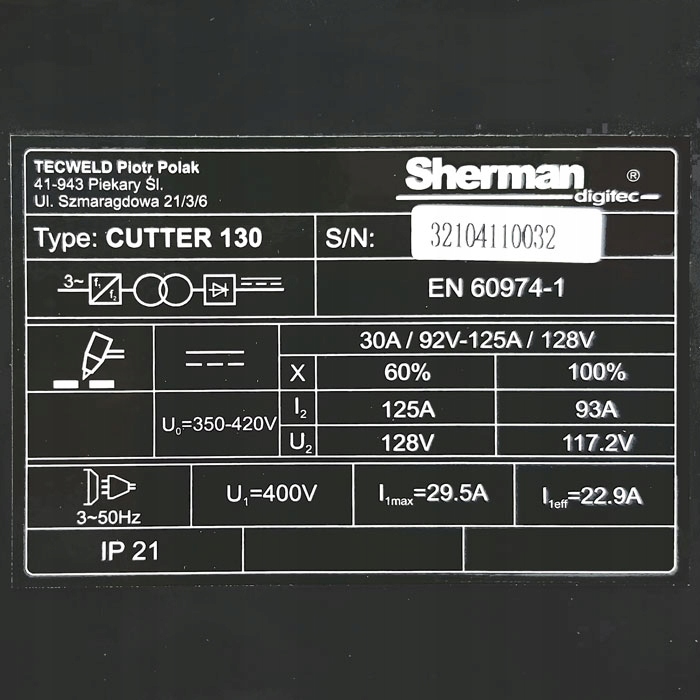 TECWELD Piotr Polak
41-943 Piekary Śl.
Ul. Szmaragdowa 21/3/6
Sherman ®
digitec
Type: CUTTER 130
S/N: 32104110032
3~ f₁ f₂
EN 60974-1
30A / 92V-125A / 128V
X 60% 100%
U₀=350-420V
I₂ 125A 93A
U₂ 128V 117.2V
3~50Hz
U₁=400V
I₁max=29.5A
I₁eff=22.9A
IP 21